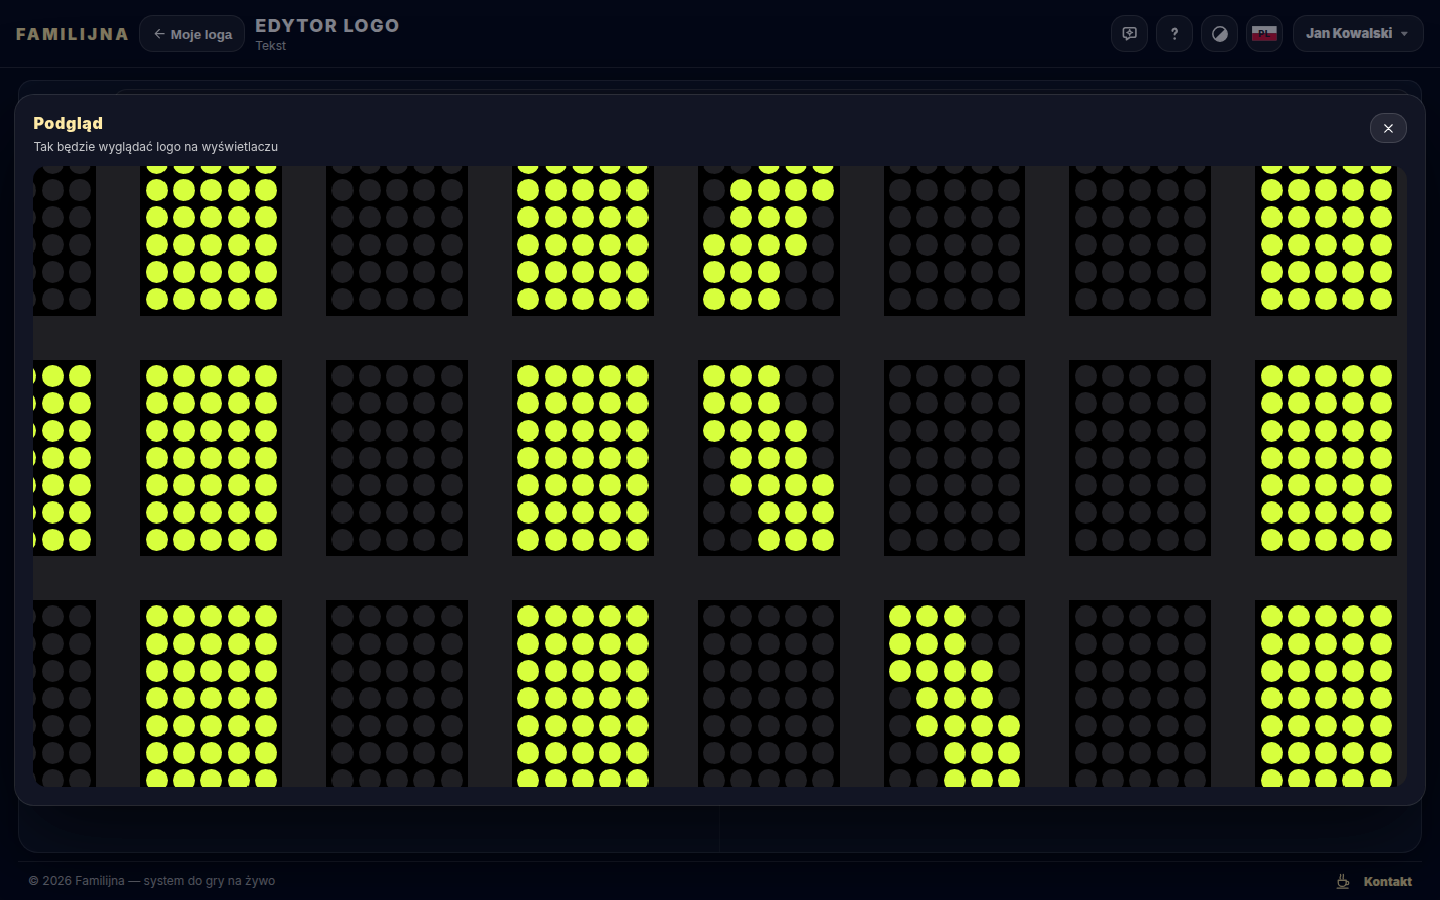 FAMILIJNA
← Moje loga
EDYTOR LOGO
Tekst
?
PL
Jan Kowalski
Podgląd
Tak będzie wyglądać logo na wyświetlaczu
© 2026 Familijna — system do gry na żywo
Kontakt